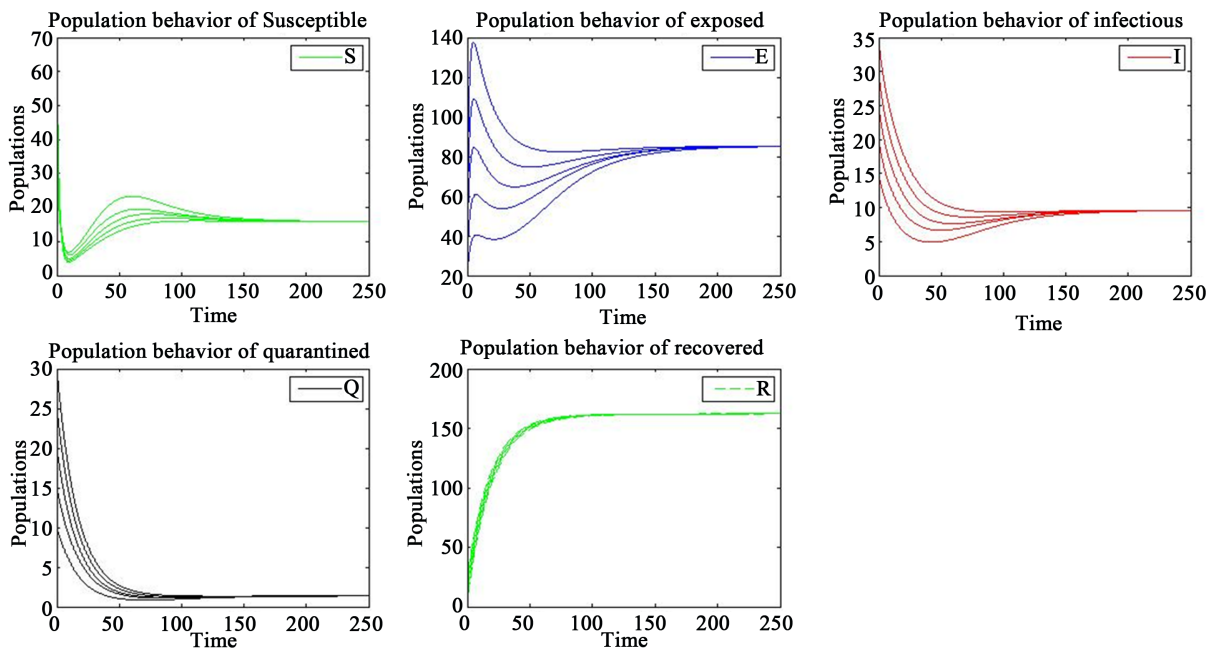 Population behavior of Susceptible
70
60
50
40
30
20
10
0
Populations
S
0 50 100 150 200 250
Time
Population behavior of exposed
140
120
100
80
60
40
20
Populations
E
0 50 100 150 200 250
Time
Population behavior of infectious
35
30
25
20
15
10
5
0
Populations
I
0 50 100 150 200 250
Time
Population behavior of quarantined
30
25
20
15
10
5
0
Populations
Q
0 50 100 150 200 250
Time
Population behavior of recovered
200
150
100
50
0
Populations
R
0 50 100 150 200 250
Time